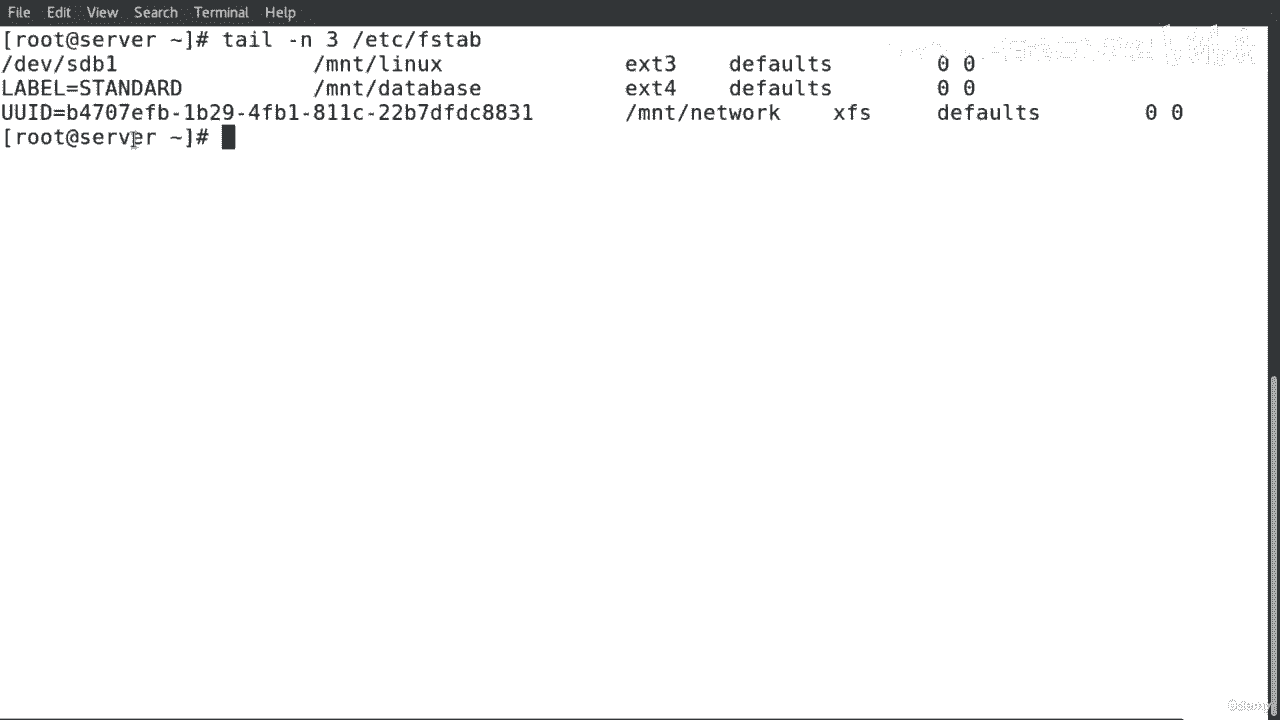 File Edit View Search Terminal Help
[root@server ~]# tail -n 3 /etc/fstab
/dev/sdb1 /mnt/linux ext3 defaults 0 0
LABEL=STANDARD /mnt/database ext4 defaults 0 0
UUID=b4707efb-1b29-4fb1-811c-22b7dfdc8831 /mnt/network xfs defaults 0 0
[root@server ~]#
Udemy